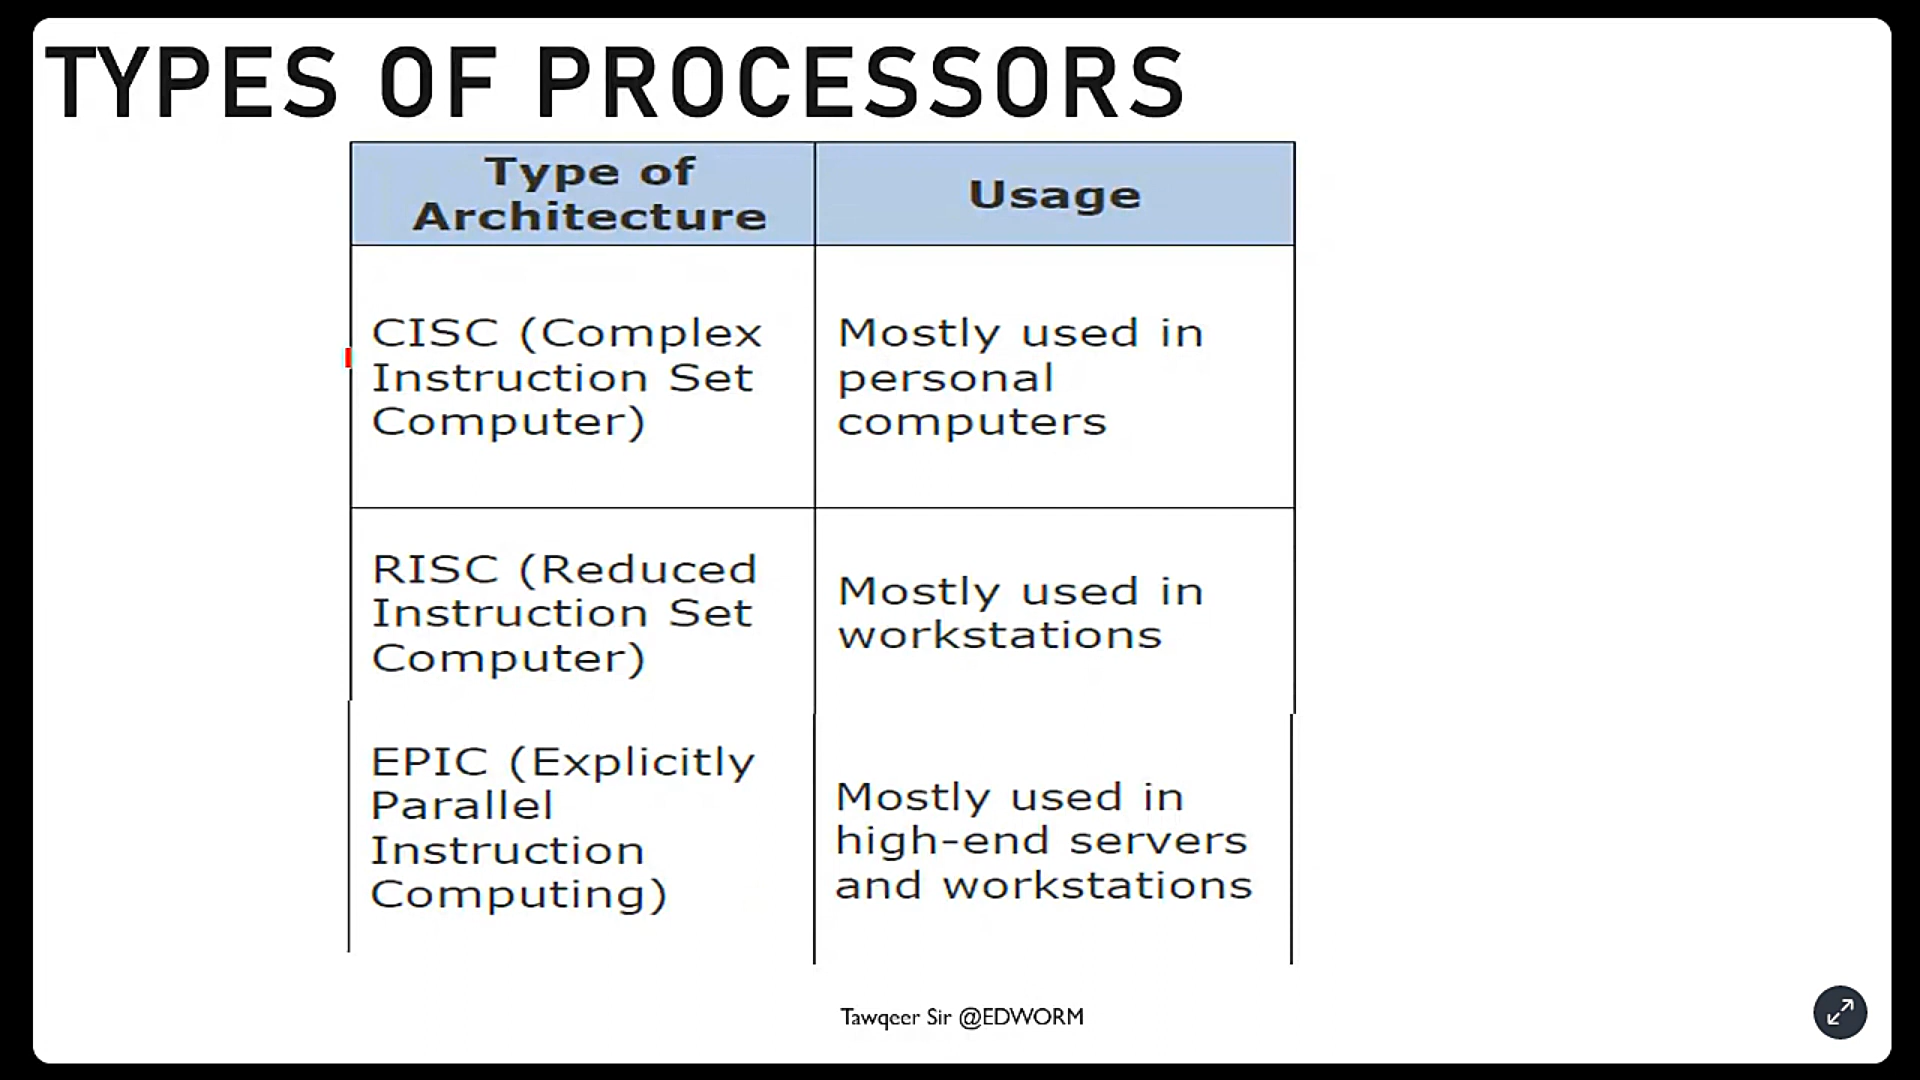 TYPES OF PROCESSORS
Type of
Architecture
Usage
CISC (Complex
Instruction Set
Computer)
Mostly used in
personal
computers
RISC (Reduced
Instruction Set
Computer)
Mostly used in
workstations
EPIC (Explicitly
Parallel
Instruction
Computing)
Mostly used in
high-end servers
and workstations
Tawqeer Sir @EDWORM